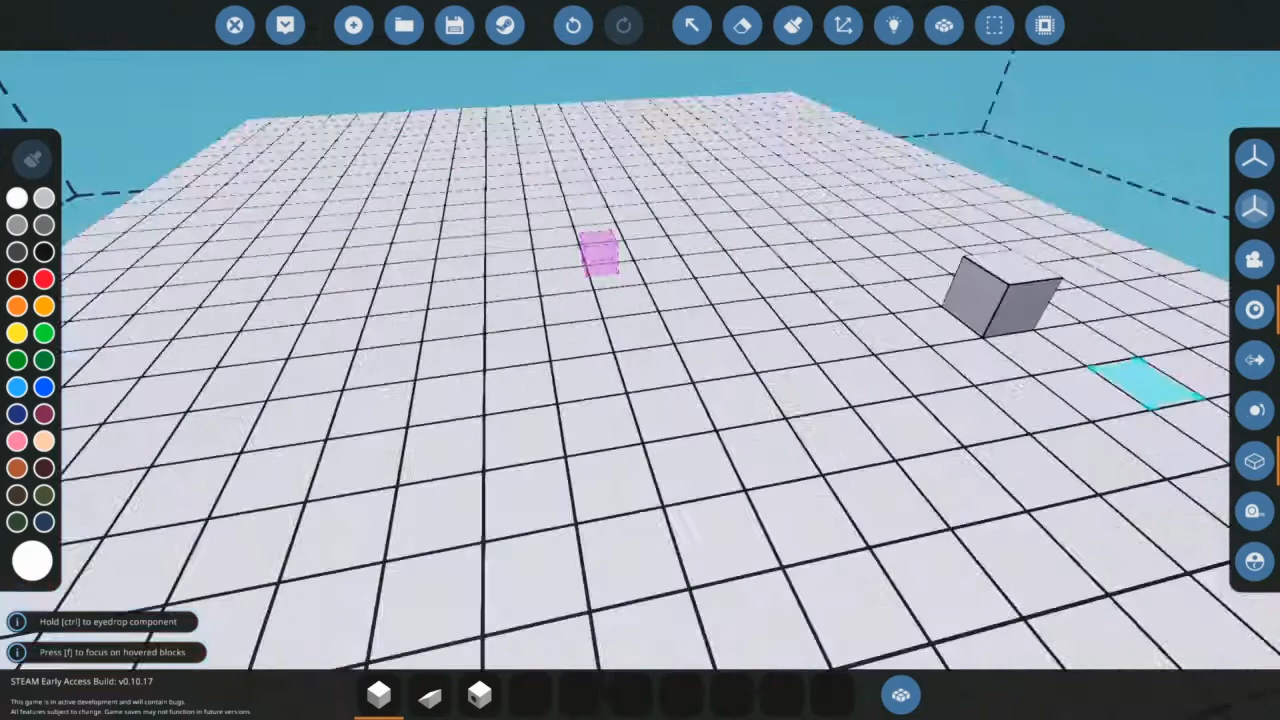 Hold [ctrl] to eyedrop component
Press [f] to focus on hovered blocks
STEAM Early Access Build: v0.10.17
This game is in active development and will contain bugs.
All features subject to change. Game saves may not function in future versions.